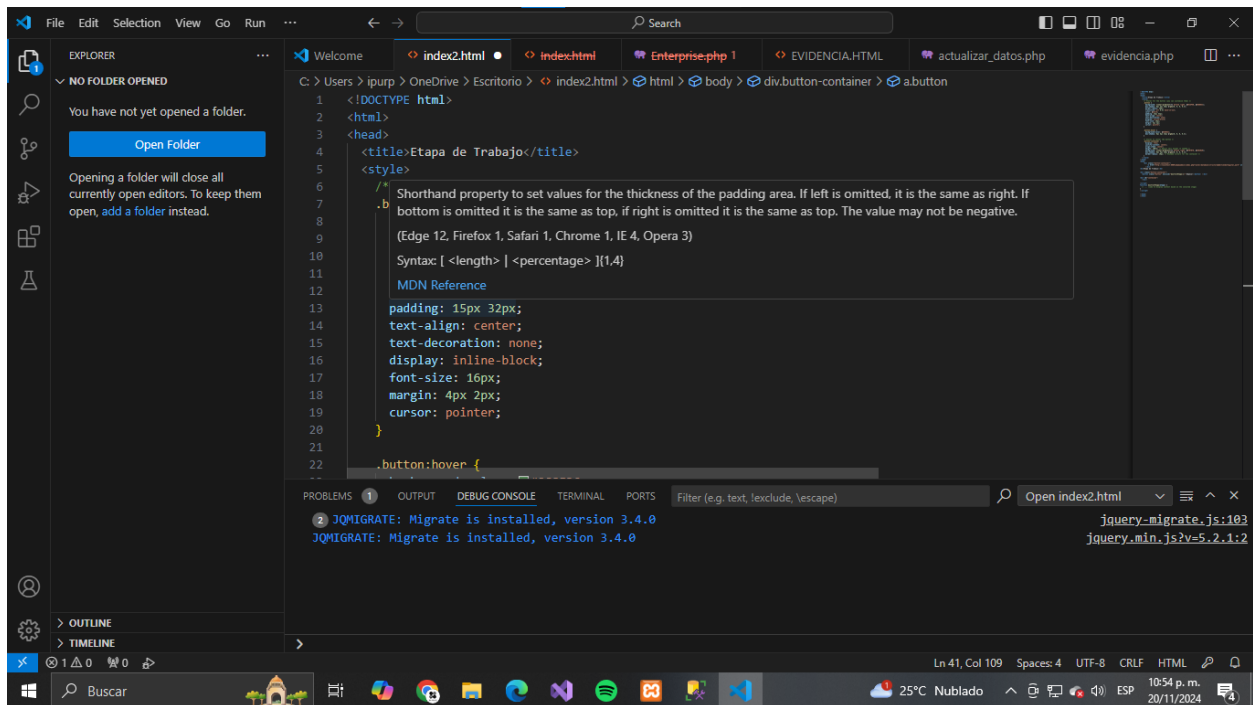 File Edit Selection View Go Run ··· Search
EXPLORER ···
Welcome index2.html Index.html Enterprise.php 1 EVIDENCIA.HTML actualizar_datos.php evidencia.php ···
NO FOLDER OPENED
You have not yet opened a folder.
Open Folder
Opening a folder will close all
currently open editors. To keep them
open, add a folder instead.
C: > Users > ipurp > OneDrive > Escritorio > index2.html > html > body > div.button-container > a.button
1 <!DOCTYPE html>
2 <html>
3 <head>
4 <title>Etapa de Trabajo</title>
5 <style>
6 /*
7 .b
8
9
10
11
12
Shorthand property to set values for the thickness of the padding area. If left is omitted, it is the same as right. If
bottom is omitted it is the same as top, if right is omitted it is the same as top. The value may not be negative.
(Edge 12, Firefox 1, Safari 1, Chrome 1, IE 4, Opera 3)
Syntax: [ <length> | <percentage> ]{1,4}
MDN Reference
13 padding: 15px 32px;
14 text-align: center;
15 text-decoration: none;
16 display: inline-block;
17 font-size: 16px;
18 margin: 4px 2px;
19 cursor: pointer;
20 }
21
22 .button:hover {
PROBLEMS 1 OUTPUT DEBUG CONSOLE TERMINAL PORTS Filter (e.g. text, !exclude, \escape) Open index2.html
2 JQMIGRATE: Migrate is installed, version 3.4.0 jquery-migrate.js:103
JQMIGRATE: Migrate is installed, version 3.4.0 jquery.min.js?v=5.2.1:2
OUTLINE
TIMELINE
>
1 0 0 Ln 41, Col 109 Spaces: 4 UTF-8 CRLF HTML
Buscar 25°C Nublado ESP 10:54 p. m.
20/11/2024 4